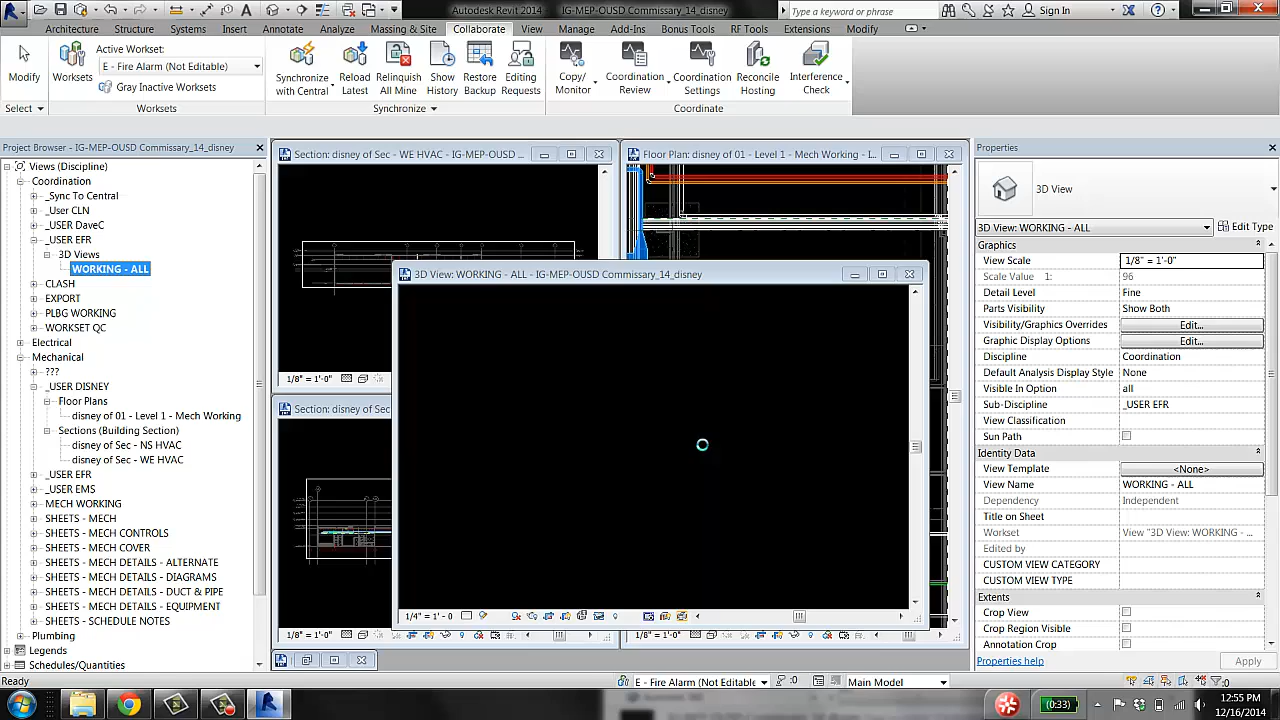 Autodesk Revit 2014 - IG-MEP-OUSD Commissary_14_disney
Type a keyword or phrase
Sign In
Architecture Structure Systems Insert Annotate Analyze Massing & Site Collaborate View Manage Add-Ins Bonus Tools RF Tools Extensions Modify
Modify
Select
Worksets
Active Workset:
E - Fire Alarm (Not Editable)
Gray Inactive Worksets
Worksets
Synchronize with Central
Reload Latest
Relinquish All Mine
Show History
Restore Backup
Editing Requests
Synchronize
Copy/ Monitor
Coordination Review
Coordination Settings
Reconcile Hosting
Interference Check
Coordinate
Project Browser - IG-MEP-OUSD Commissary_14_disney
Views (Discipline)
Coordination
_Sync To Central
_User CLN
_USER DaveC
_USER EFR
3D Views
WORKING - ALL
CLASH
EXPORT
PLBG WORKING
WORKSET QC
Electrical
Mechanical
???
_USER DISNEY
Floor Plans
disney of 01 - Level 1 - Mech Working
Sections (Building Section)
disney of Sec - NS HVAC
disney of Sec - WE HVAC
_USER EFR
_USER EMS
MECH WORKING
SHEETS - MECH
SHEETS - MECH CONTROLS
SHEETS - MECH COVER
SHEETS - MECH DETAILS - ALTERNATE
SHEETS - MECH DETAILS - DIAGRAMS
SHEETS - MECH DETAILS - DUCT & PIPE
SHEETS - MECH DETAILS - EQUIPMENT
SHEETS - SCHEDULE NOTES
Plumbing
Legends
Schedules/Quantities
Section: disney of Sec - WE HVAC - IG-MEP-OUSD ...
1/8" = 1'-0"
Floor Plan: disney of 01 - Level 1 - Mech Working - I...
3D View: WORKING - ALL - IG-MEP-OUSD Commissary_14_disney
1/4" = 1' - 0
Section: disney of Sec
1/8" = 1'-0"
1/8" = 1'-0"
Properties
3D View
3D View: WORKING - ALL
Edit Type
Graphics
View Scale 1/8" = 1'-0"
Scale Value 1: 96
Detail Level Fine
Parts Visibility Show Both
Visibility/Graphics Overrides Edit...
Graphic Display Options Edit...
Discipline Coordination
Default Analysis Display Style None
Visible In Option all
Sub-Discipline _USER EFR
View Classification
Sun Path
Identity Data
View Template <None>
View Name WORKING - ALL
Dependency Independent
Title on Sheet
Workset View "3D View: WORKING - ...
Edited by
CUSTOM VIEW CATEGORY
CUSTOM VIEW TYPE
Extents
Crop View
Crop Region Visible
Annotation Crop
Properties help
Apply
Ready
E - Fire Alarm (Not Editable
:0
Main Model
:0
(0:33)
12:55 PM
12/16/2014